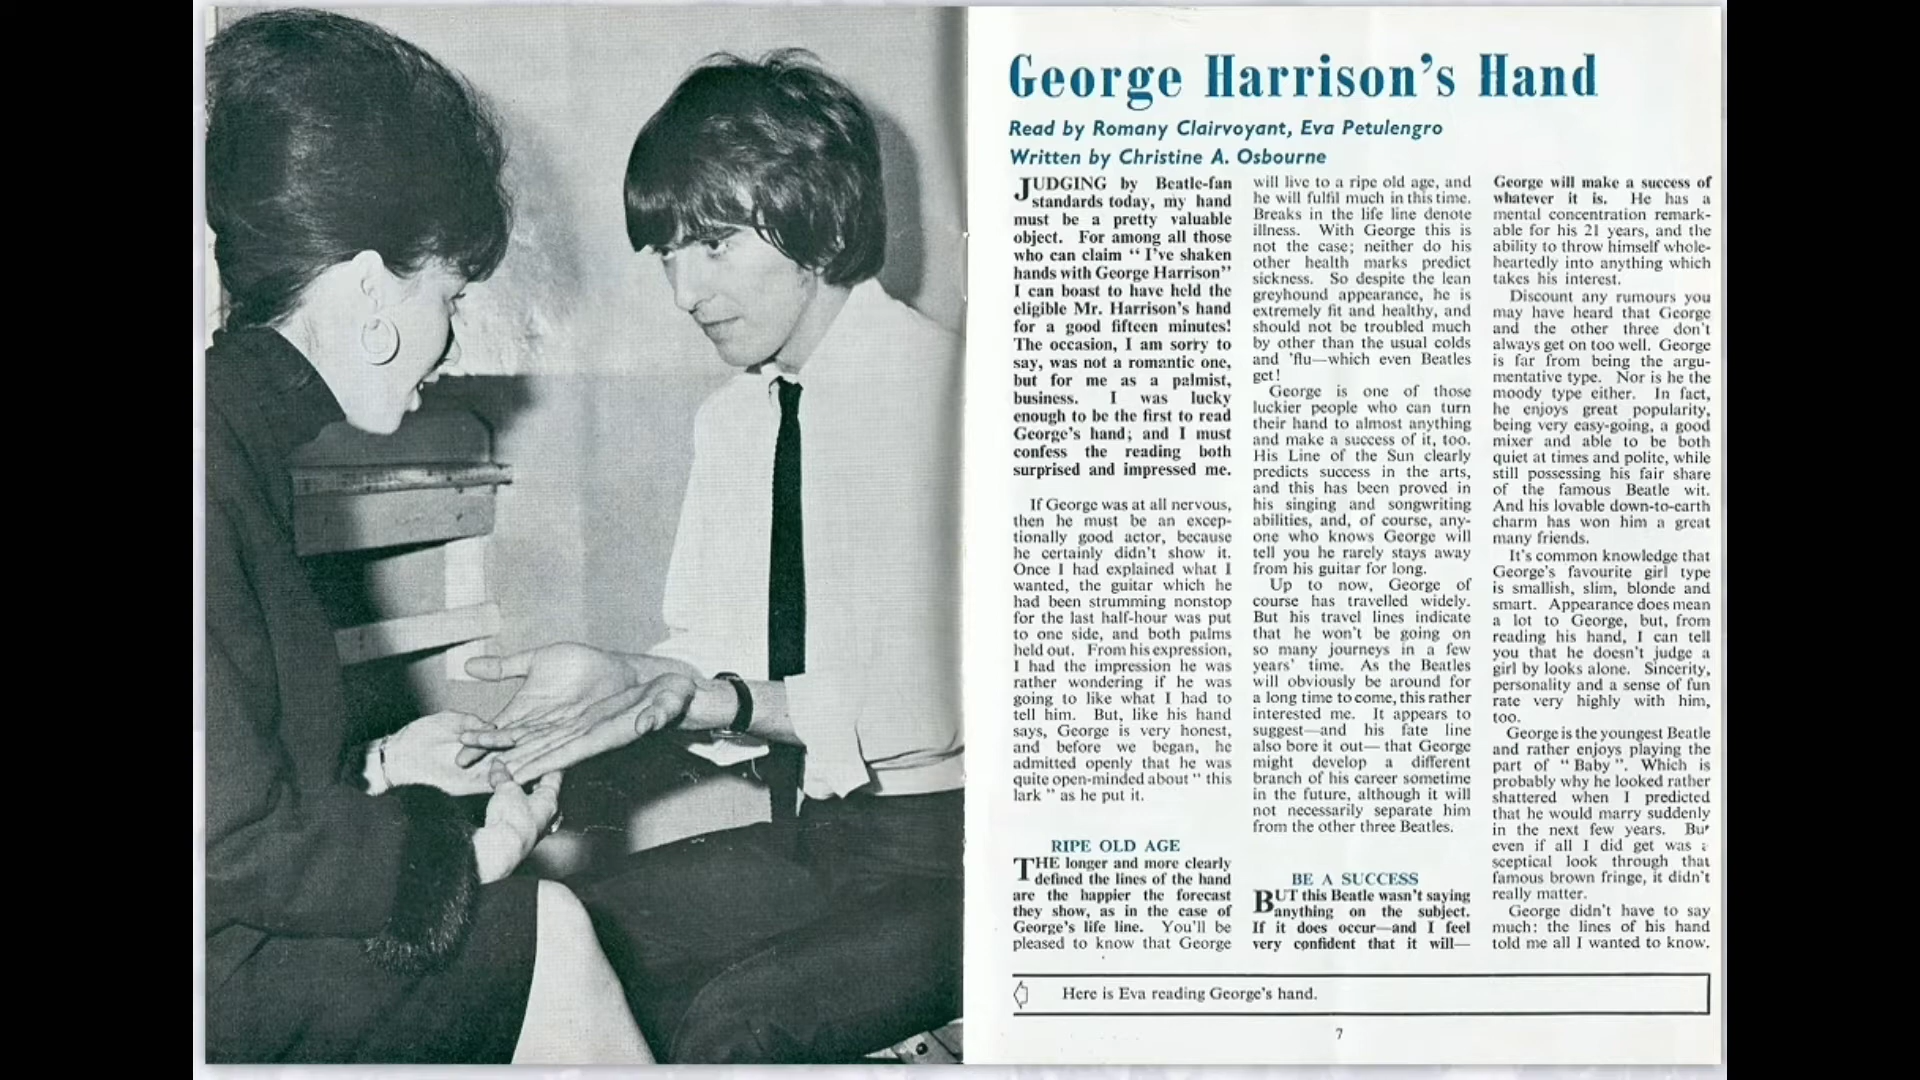 George Harrison's Hand
Read by Romany Clairvoyant, Eva Petulengro
Written by Christine A. Osbourne
JUDGING by Beatle-fan
standards today, my hand
must be a pretty valuable
object. For among all those
who can claim “ I've shaken
hands with George Harrison”
I can boast to have held the
eligible Mr. Harrison's hand
for a good fifteen minutes!
The occasion, I am sorry to
say, was not a romantic one,
but for me as a palmist,
business. I was lucky
enough to be the first to read
George's hand; and I must
confess the reading both
surprised and impressed me.
If George was at all nervous,
then he must be an excep-
tionally good actor, because
he certainly didn't show it.
Once I had explained what I
wanted, the guitar which he
had been strumming nonstop
for the last half-hour was put
to one side, and both palms
held out. From his expression,
I had the impression he was
rather wondering if he was
going to like what I had to
tell him. But, like his hand
says, George is very honest,
and before we began, he
admitted openly that he was
quite open-minded about “ this
lark ” as he put it.
RIPE OLD AGE
THE longer and more clearly
defined the lines of the hand
are the happier the forecast
they show, as in the case of
George's life line. You'll be
pleased to know that George
will live to a ripe old age, and
he will fulfil much in this time.
Breaks in the life line denote
illness. With George this is
not the case; neither do his
other health marks predict
sickness. So despite the lean
greyhound appearance, he is
extremely fit and healthy, and
should not be troubled much
by other than the usual colds
and 'flu—which even Beatles
get!
George is one of those
luckier people who can turn
their hand to almost anything
and make a success of it, too.
His Line of the Sun clearly
predicts success in the arts,
and this has been proved in
his singing and songwriting
abilities, and, of course, any-
one who knows George will
tell you he rarely stays away
from his guitar for long.
Up to now, George of
course has travelled widely.
But his travel lines indicate
that he won't be going on
so many journeys in a few
years' time. As the Beatles
will obviously be around for
a long time to come, this rather
interested me. It appears to
suggest—and his fate line
also bore it out— that George
might develop a different
branch of his career sometime
in the future, although it will
not necessarily separate him
from the other three Beatles.
BE A SUCCESS
BUT this Beatle wasn't saying
anything on the subject.
If it does occur—and I feel
very confident that it will—
George will make a success of
whatever it is. He has a
mental concentration remark-
able for his 21 years, and the
ability to throw himself whole-
heartedly into anything which
takes his interest.
Discount any rumours you
may have heard that George
and the other three don't
always get on too well. George
is far from being the argu-
mentative type. Nor is he the
moody type either. In fact,
he enjoys great popularity,
being very easy-going, a good
mixer and able to be both
quiet at times and polite, while
still possessing his fair share
of the famous Beatle wit.
And his lovable down-to-earth
charm has won him a great
many friends.
It's common knowledge that
George's favourite girl type
is smallish, slim, blonde and
smart. Appearance does mean
a lot to George, but, from
reading his hand, I can tell
you that he doesn't judge a
girl by looks alone. Sincerity,
personality and a sense of fun
rate very highly with him,
too.
George is the youngest Beatle
and rather enjoys playing the
part of “ Baby ”. Which is
probably why he looked rather
shattered when I predicted
that he would marry suddenly
in the next few years. But
even if all I did get was a
sceptical look through that
famous brown fringe, it didn't
really matter.
George didn't have to say
much: the lines of his hand
told me all I wanted to know.
Here is Eva reading George's hand.
7